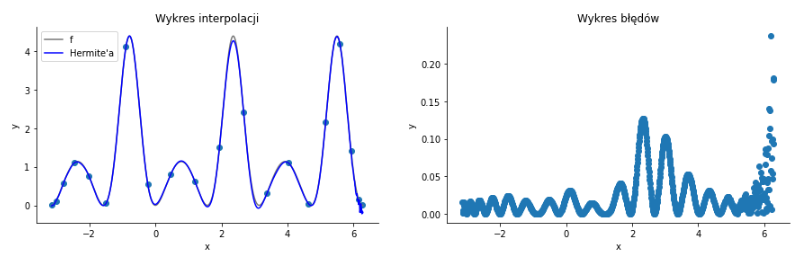 Wykres interpolacji
f
Hermite'a
y
4
3
2
1
0
−2
0
2
4
6
x
Wykres błędów
y
0.20
0.15
0.10
0.05
0.00
−2
0
2
4
6
x